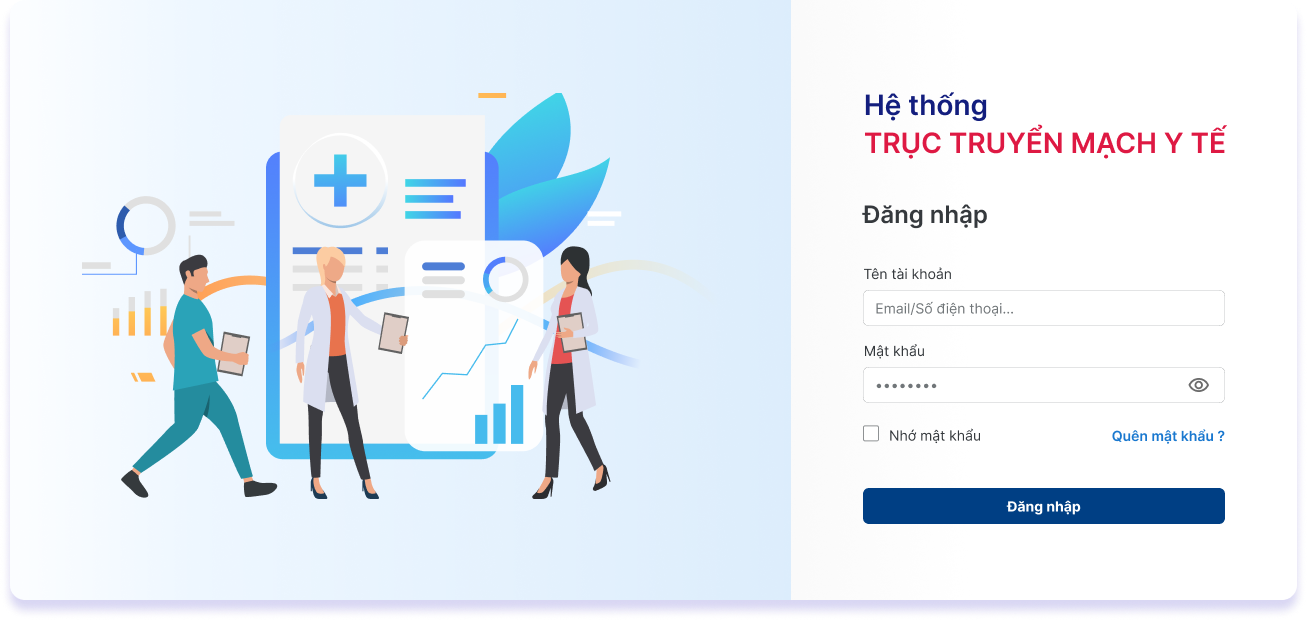 Hệ thống
TRỤC TRUYỂN MẠCH Y TẾ
Đăng nhập
Tên tài khoản
Email/Số điện thoại...
Mật khẩu
••••••••
Nhớ mật khẩu
Quên mật khẩu ?
Đăng nhập